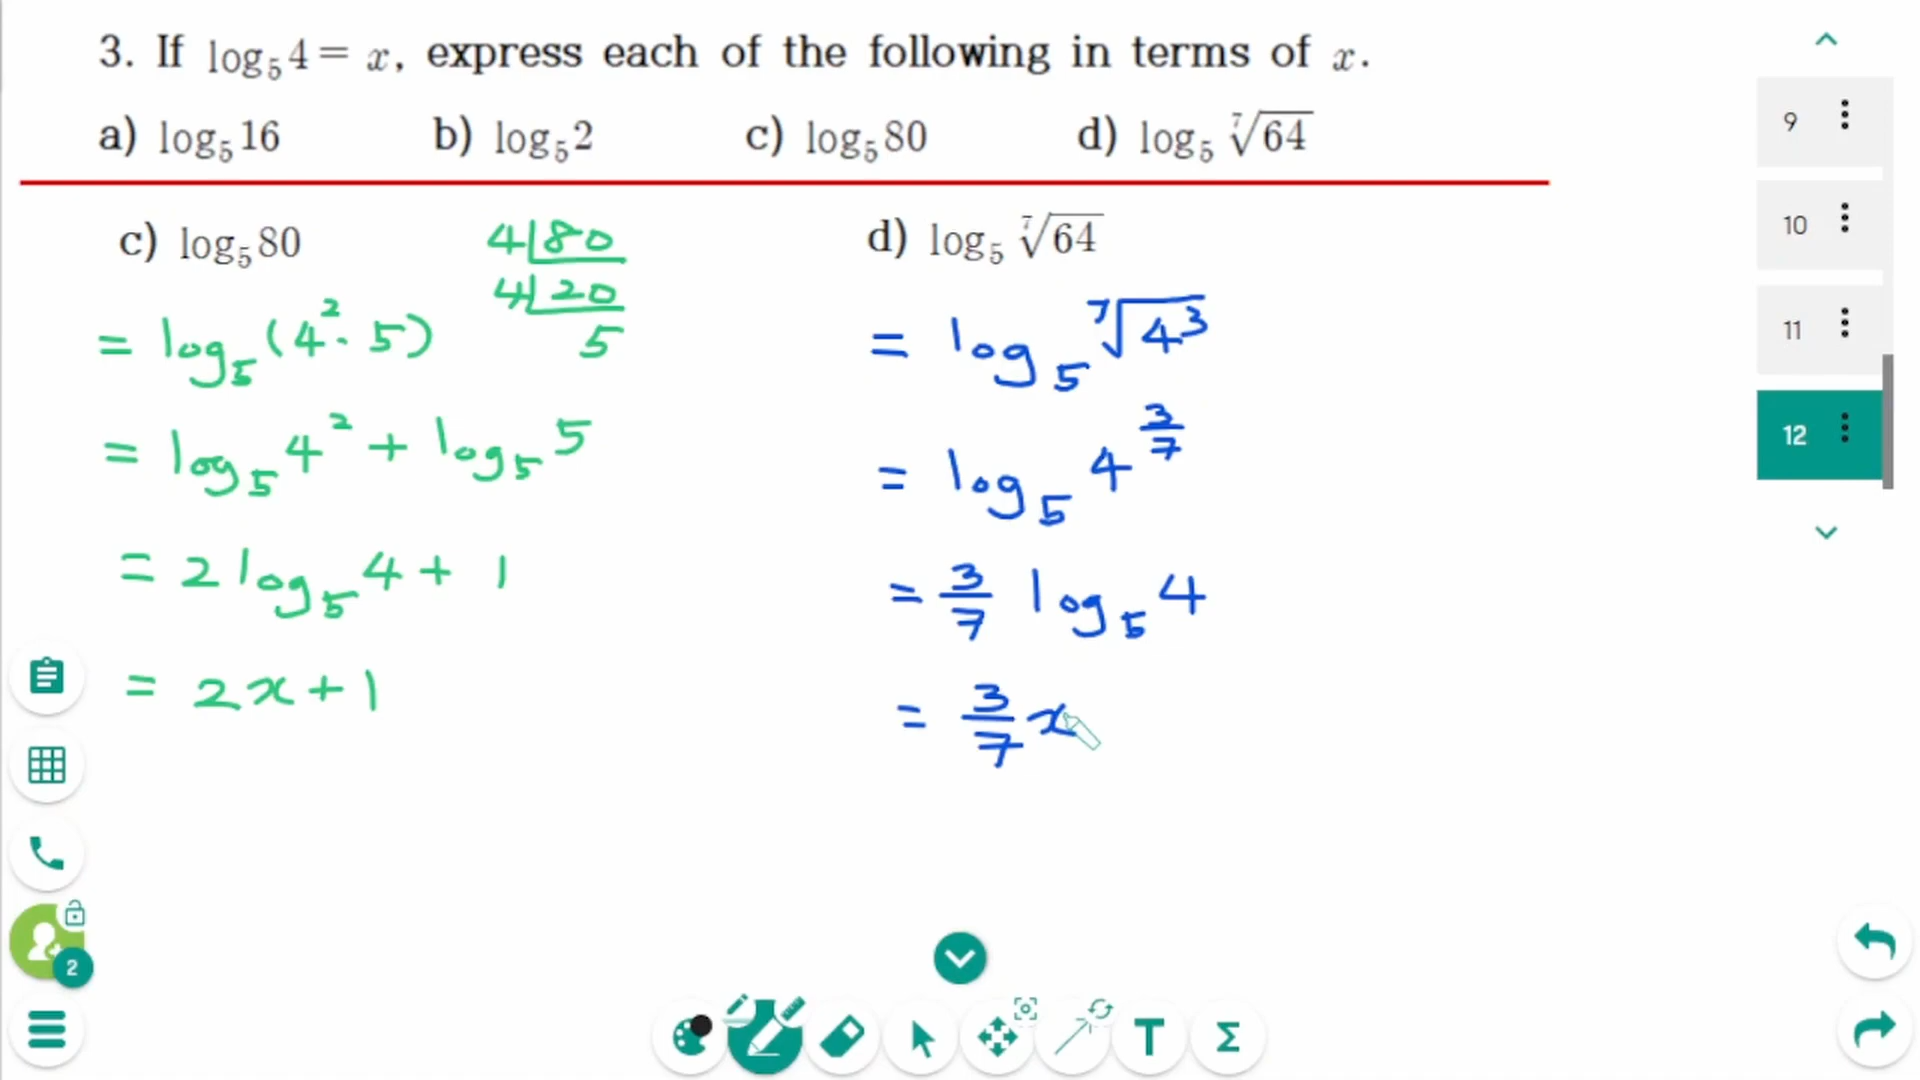 3. If log₅4 = x, express each of the following in terms of x.
a) log₅16 b) log₅2 c) log₅80 d) log₅ ⁷√64
c) log₅80
4|80
4|20
5
= log₅(4²·5)
= log₅4² + log₅5
= 2log₅4 + 1
= 2x+1
d) log₅ ⁷√64
= log₅ ⁷√4³
= log₅ 4^(3/7)
= 3/7 log₅4
= 3/7 x
9
10
11
12
2
T
Σ